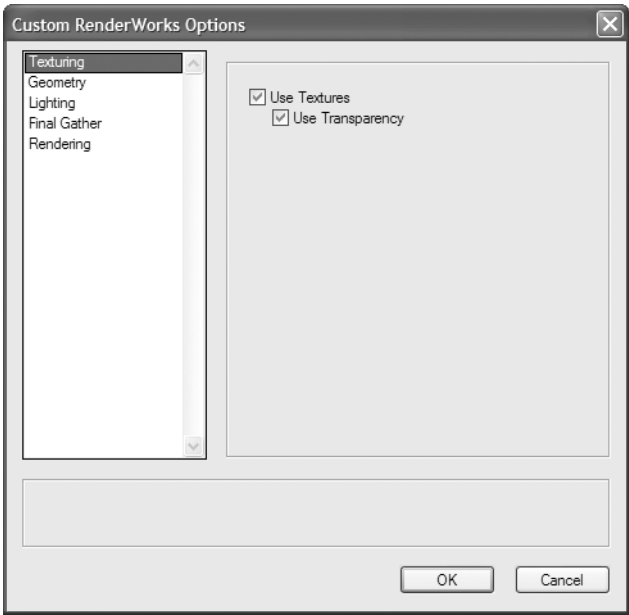 Custom RenderWorks Options
Texturing
Geometry
Lighting
Final Gather
Rendering
Use Textures
Use Transparency
OK
Cancel